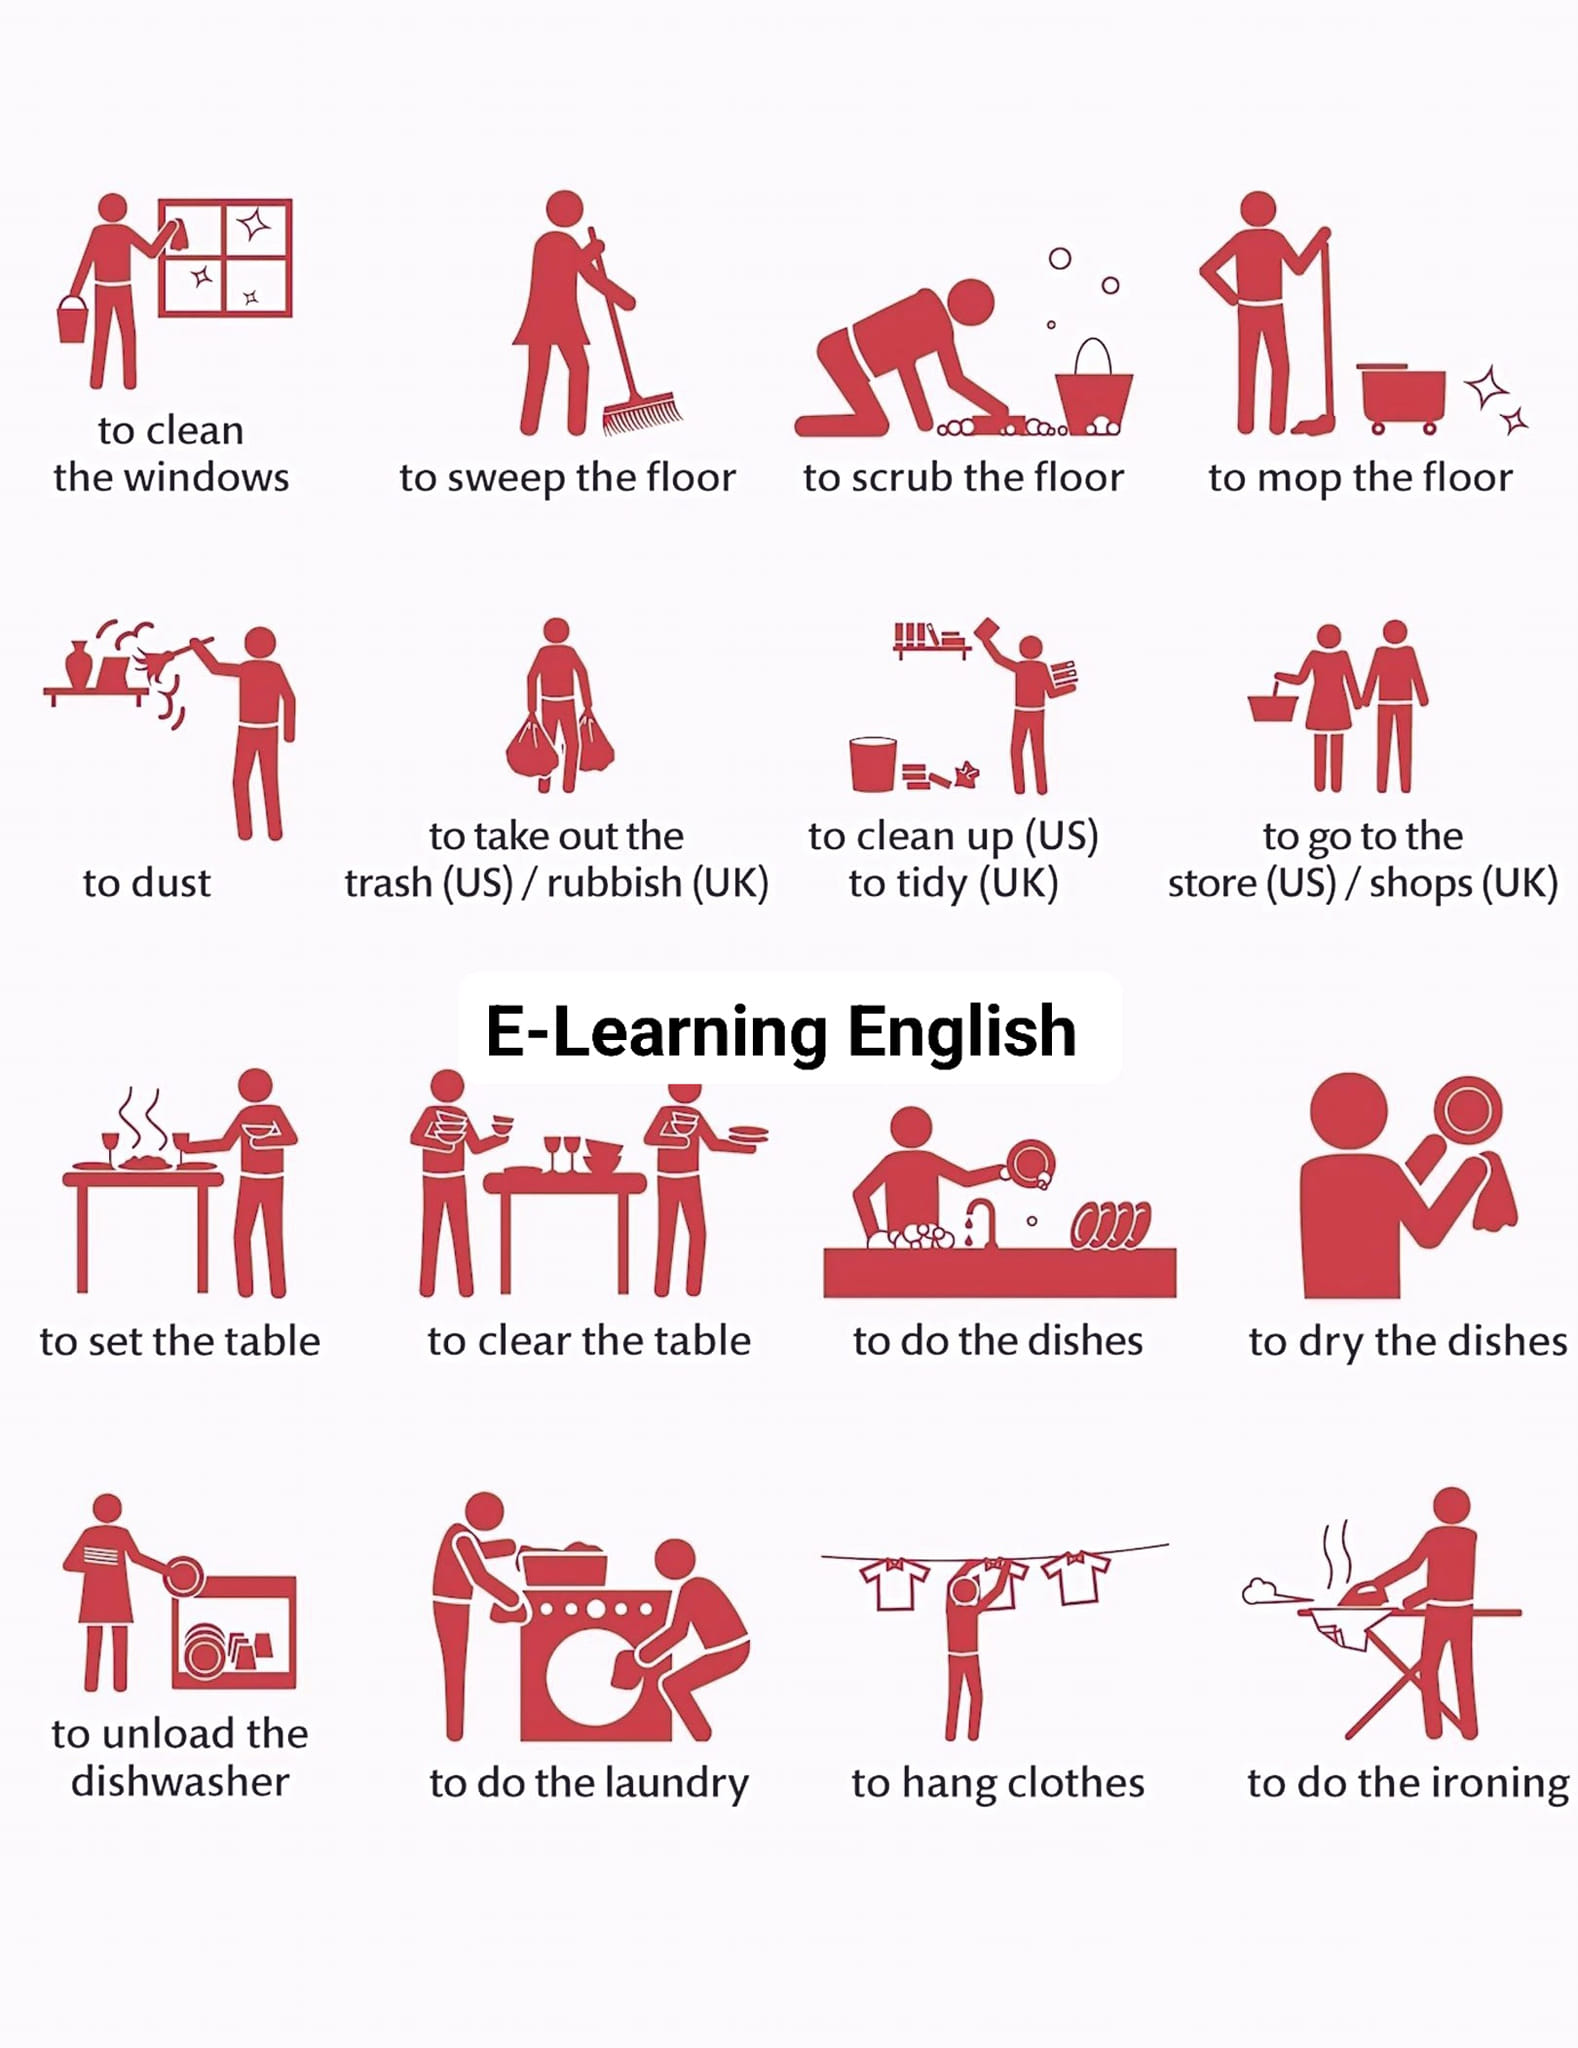 to clean
the windows
to sweep the floor
to scrub the floor
to mop the floor
to dust
to take out the
trash (US) / rubbish (UK)
to clean up (US)
to tidy (UK)
to go to the
store (US) / shops (UK)
E-Learning English
to set the table
to clear the table
to do the dishes
to dry the dishes
to unload the
dishwasher
to do the laundry
to hang clothes
to do the ironing